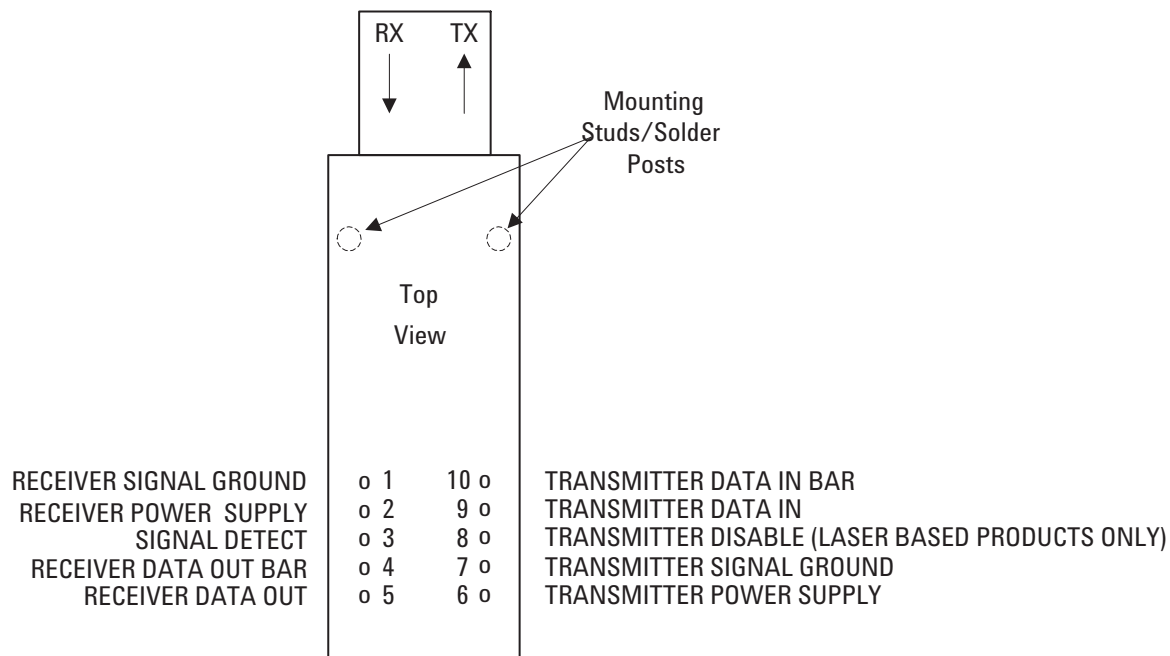 RX TX
Mounting
Studs/Solder
Posts
Top
View
RECEIVER SIGNAL GROUND o 1 10 o TRANSMITTER DATA IN BAR
RECEIVER POWER SUPPLY o 2 9 o TRANSMITTER DATA IN
SIGNAL DETECT o 3 8 o TRANSMITTER DISABLE (LASER BASED PRODUCTS ONLY)
RECEIVER DATA OUT BAR o 4 7 o TRANSMITTER SIGNAL GROUND
RECEIVER DATA OUT o 5 6 o TRANSMITTER POWER SUPPLY